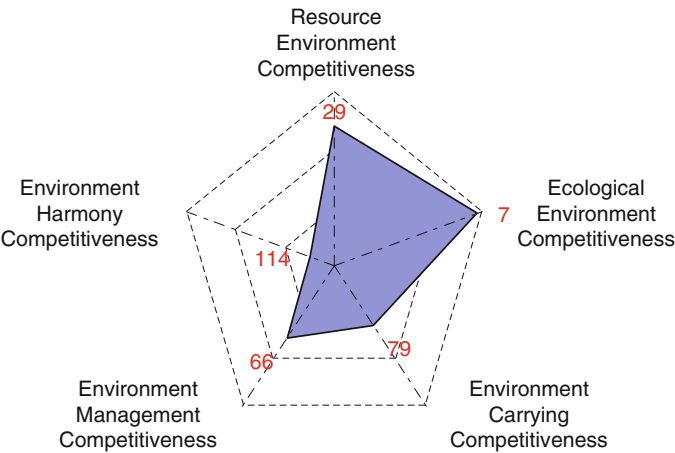 Resource
Environment
Competitiveness
29
Environment
Harmony
Competitiveness
114
Ecological
Environment
Competitiveness
7
66
79
Environment
Management
Competitiveness
Environment
Carrying
Competitiveness